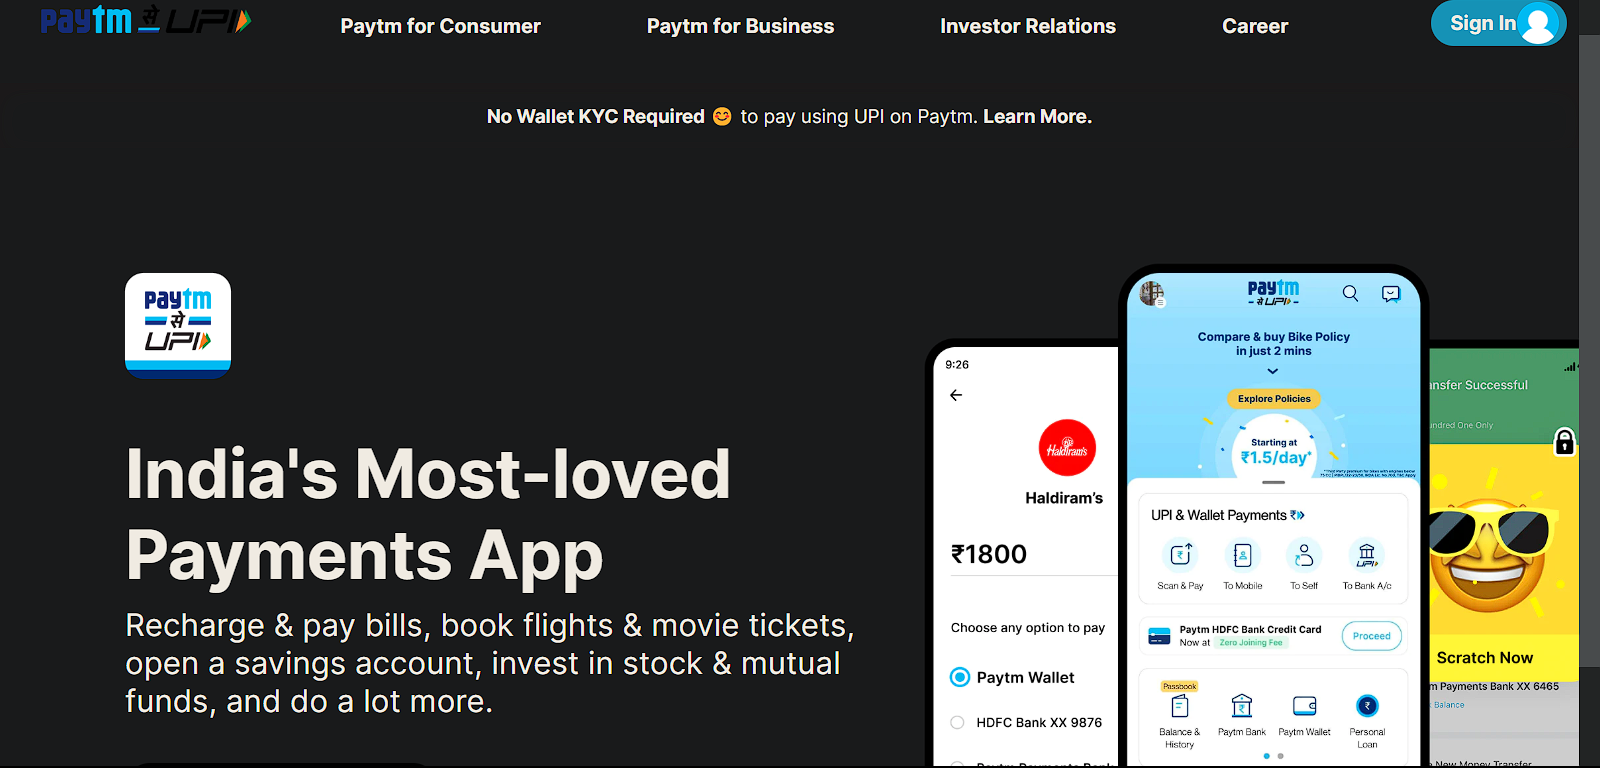 paytm से UPI
Paytm for Consumer
Paytm for Business
Investor Relations
Career
Sign In
No Wallet KYC Required 😊 to pay using UPI on Paytm. Learn More.
paytm
से
UPI
India's Most-loved
Payments App
Recharge & pay bills, book flights & movie tickets,
open a savings account, invest in stock & mutual
funds, and do a lot more.
9:26
Haldiram's
Haldiram's
₹1800
Choose any option to pay
Paytm Wallet
HDFC Bank XX 9876
paytm
से UPI
Compare & buy Bike Policy
in just 2 mins
Explore Policies
Starting at
₹1.5/day*
UPI & Wallet Payments
Scan & Pay
To Mobile
To Self
UPI
To Bank A/c
Paytm HDFC Bank Credit Card
Now at Zero Joining Fee
Proceed
Passbook
Balance &
History
Paytm Bank
Paytm Wallet
Personal
Loan
nsfer Successful
undred One Only
Scratch Now
m Payments Bank XX 6465
Balance
New Money Transfer